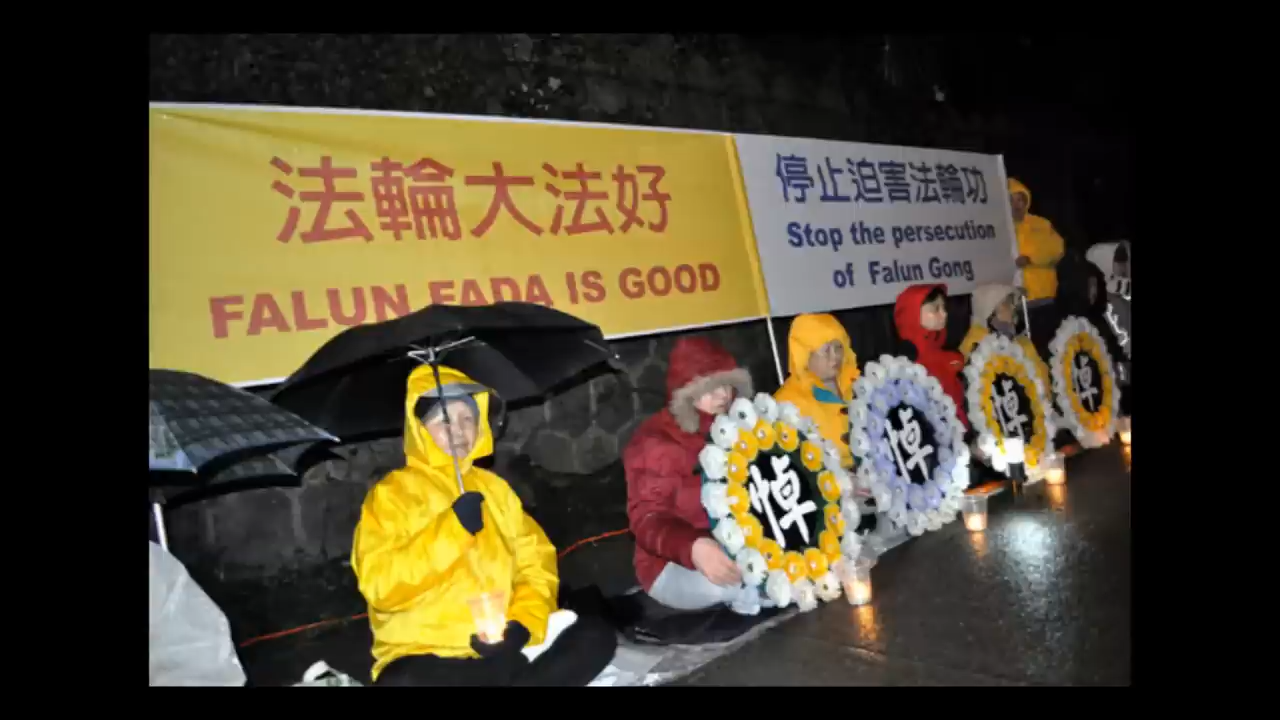 法輪大法好
FALUN FADA IS GOOD
停止迫害法輪功
Stop the persecution
of Falun Gong
悼
悼
悼
悼